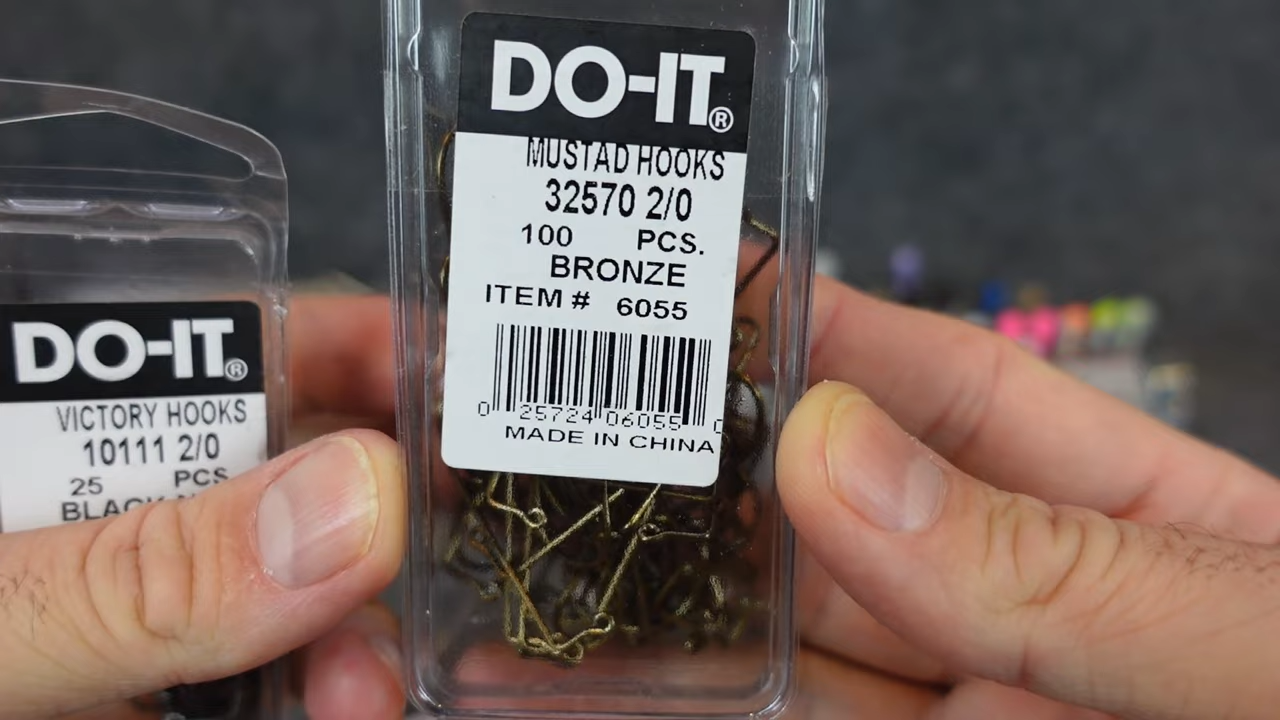 DO-IT®
MUSTAD HOOKS
32570 2/0
100 PCS.
BRONZE
ITEM # 6055
0 25724 06055 0
MADE IN CHINA
DO-IT®
VICTORY HOOKS
10111 2/0
25 PCS